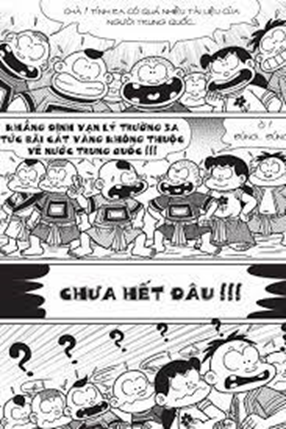 CHÀ! TÍNH RA CÓ QUÁ NHIỀU TÀI LIỆU CỦA
NGƯỜI TRUNG QUỐC...
KHẲNG ĐỊNH VẠN LÝ TRƯỜNG SA
TỨC BÃI CÁT VÀNG KHÔNG THUỘC
VỀ NƯỚC TRUNG QUỐC!!!
Ồ!
ĐÚNG... ĐÚNG...
CHƯA HẾT ĐÂU!!!
? ? ? ? ? ?